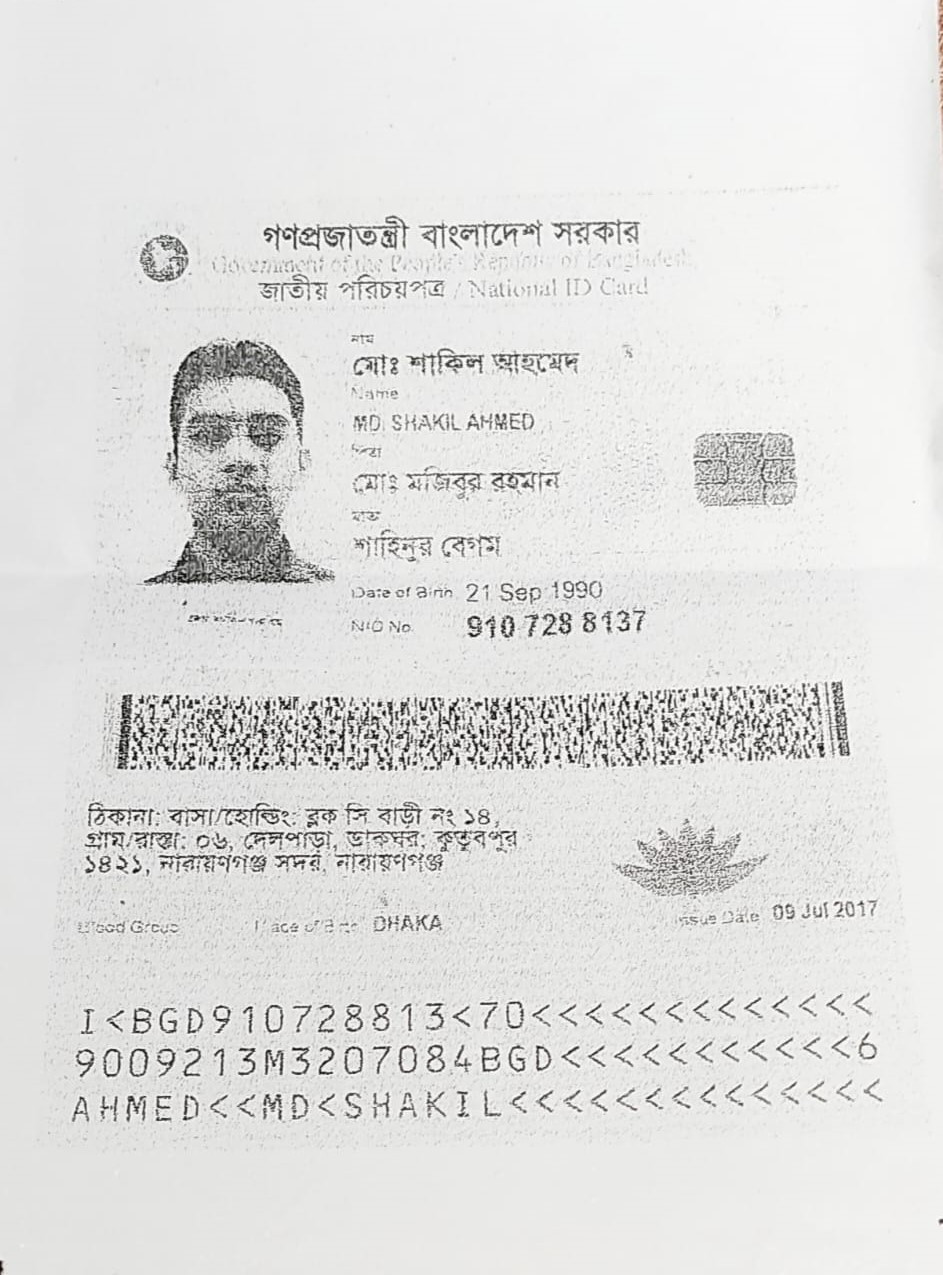 গণপ্রজাতন্ত্রী বাংলাদেশ সরকার
Government of the People's Republic of Bangladesh
জাতীয় পরিচয়পত্র / National ID Card
নাম
মোঃ শাকিল আহমেদ
Name
MD. SHAKIL AHMED
পিতা
মোঃ মজিবুর রহমান
মাতা
শাহিনুর বেগম
Date of Birth 21 Sep 1990
NID No. 910 728 8137
ঠিকানা: বাসা/হোল্ডিং: ব্লক সি বাড়ী নং ১৪,
গ্রাম/রাস্তা: ০৬, দেলপাড়া, ডাকঘর: কুতুবপুর
১৪২১, নারায়ণগঞ্জ সদর, নারায়ণগঞ্জ
Blood Group Place of Birth DHAKA Issue Date 09 Jul 2017
I<BGD910728813<70<<<<<<<<<<<<<
9009213M3207084BGD<<<<<<<<<<<6
AHMED<<MD<SHAKIL<<<<<<<<<<<<<<